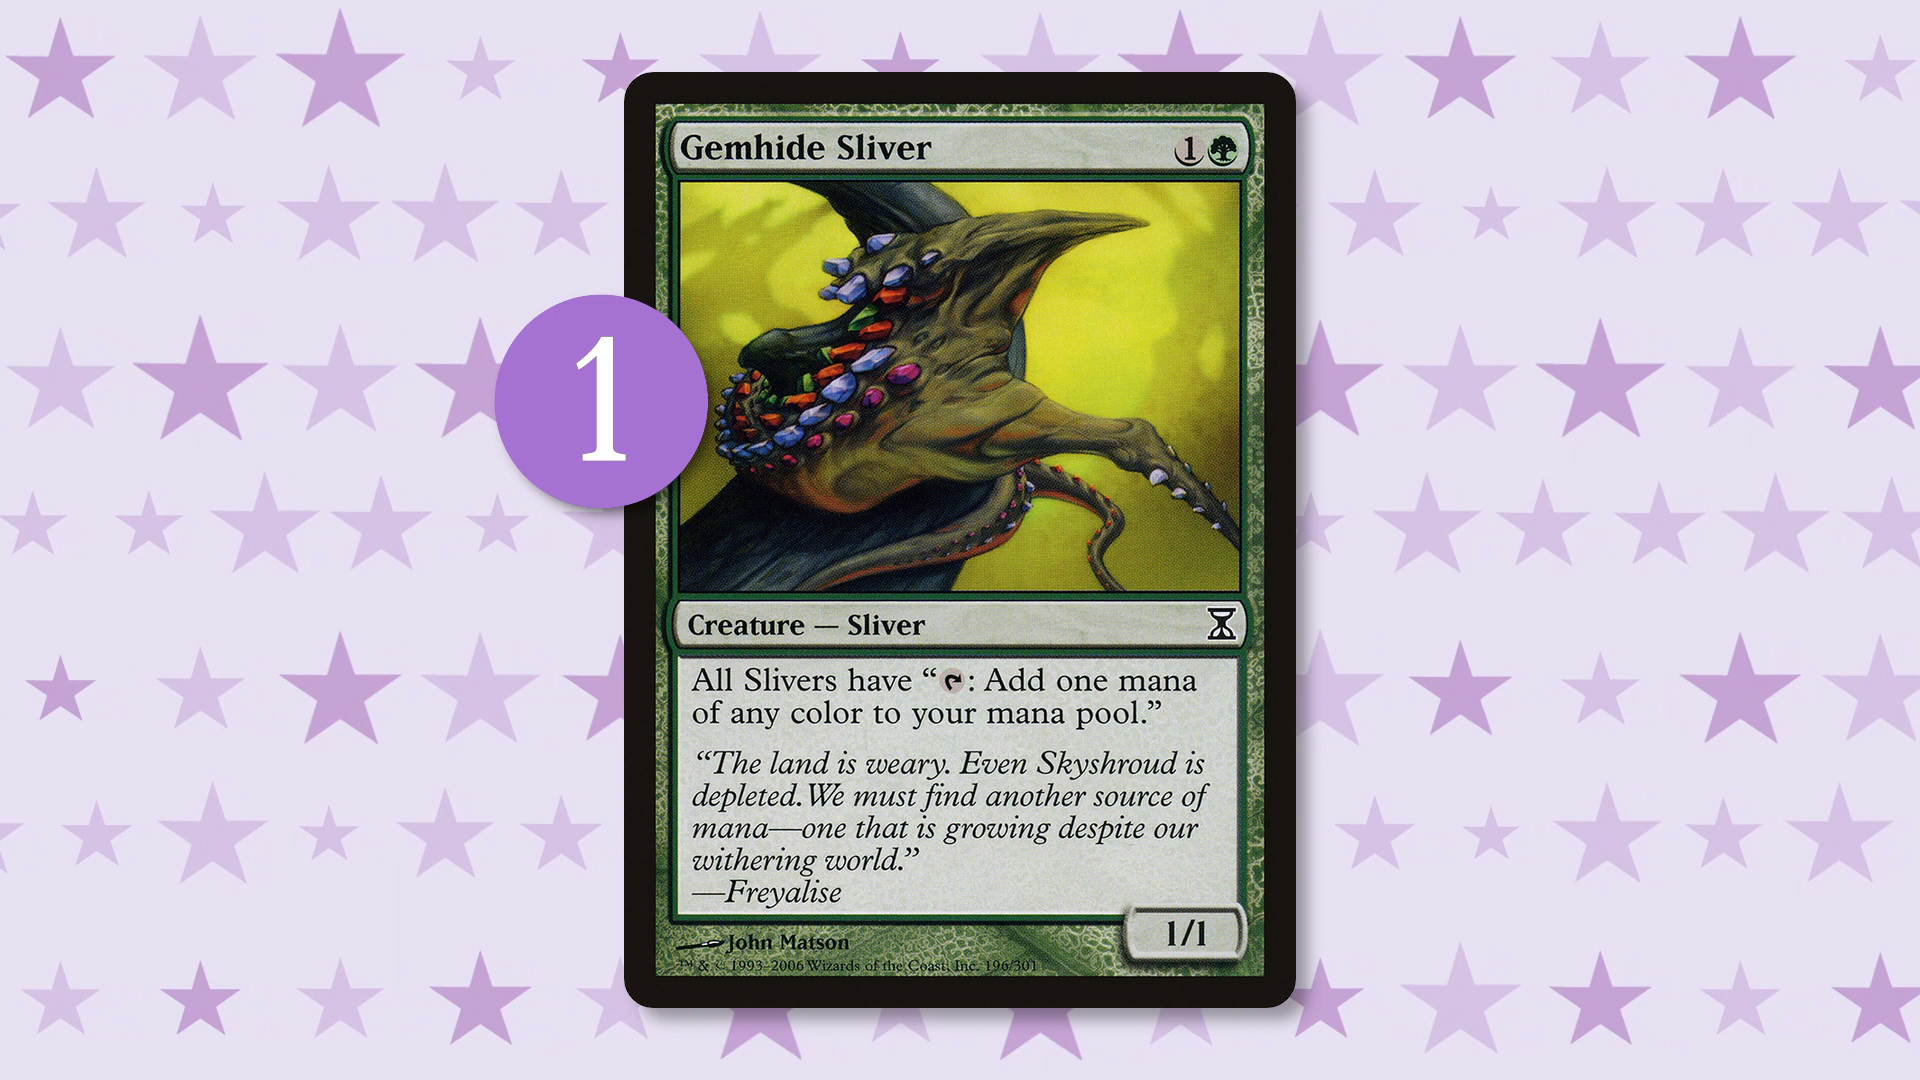 1
Gemhide Sliver 1
Creature — Sliver
All Slivers have “: Add one mana
of any color to your mana pool.”
“The land is weary. Even Skyshroud is
depleted. We must find another source of
mana—one that is growing despite our
withering world.”
—Freyalise
1/1
John Matson
™ & © 1993–2006 Wizards of the Coast, Inc. 196/301